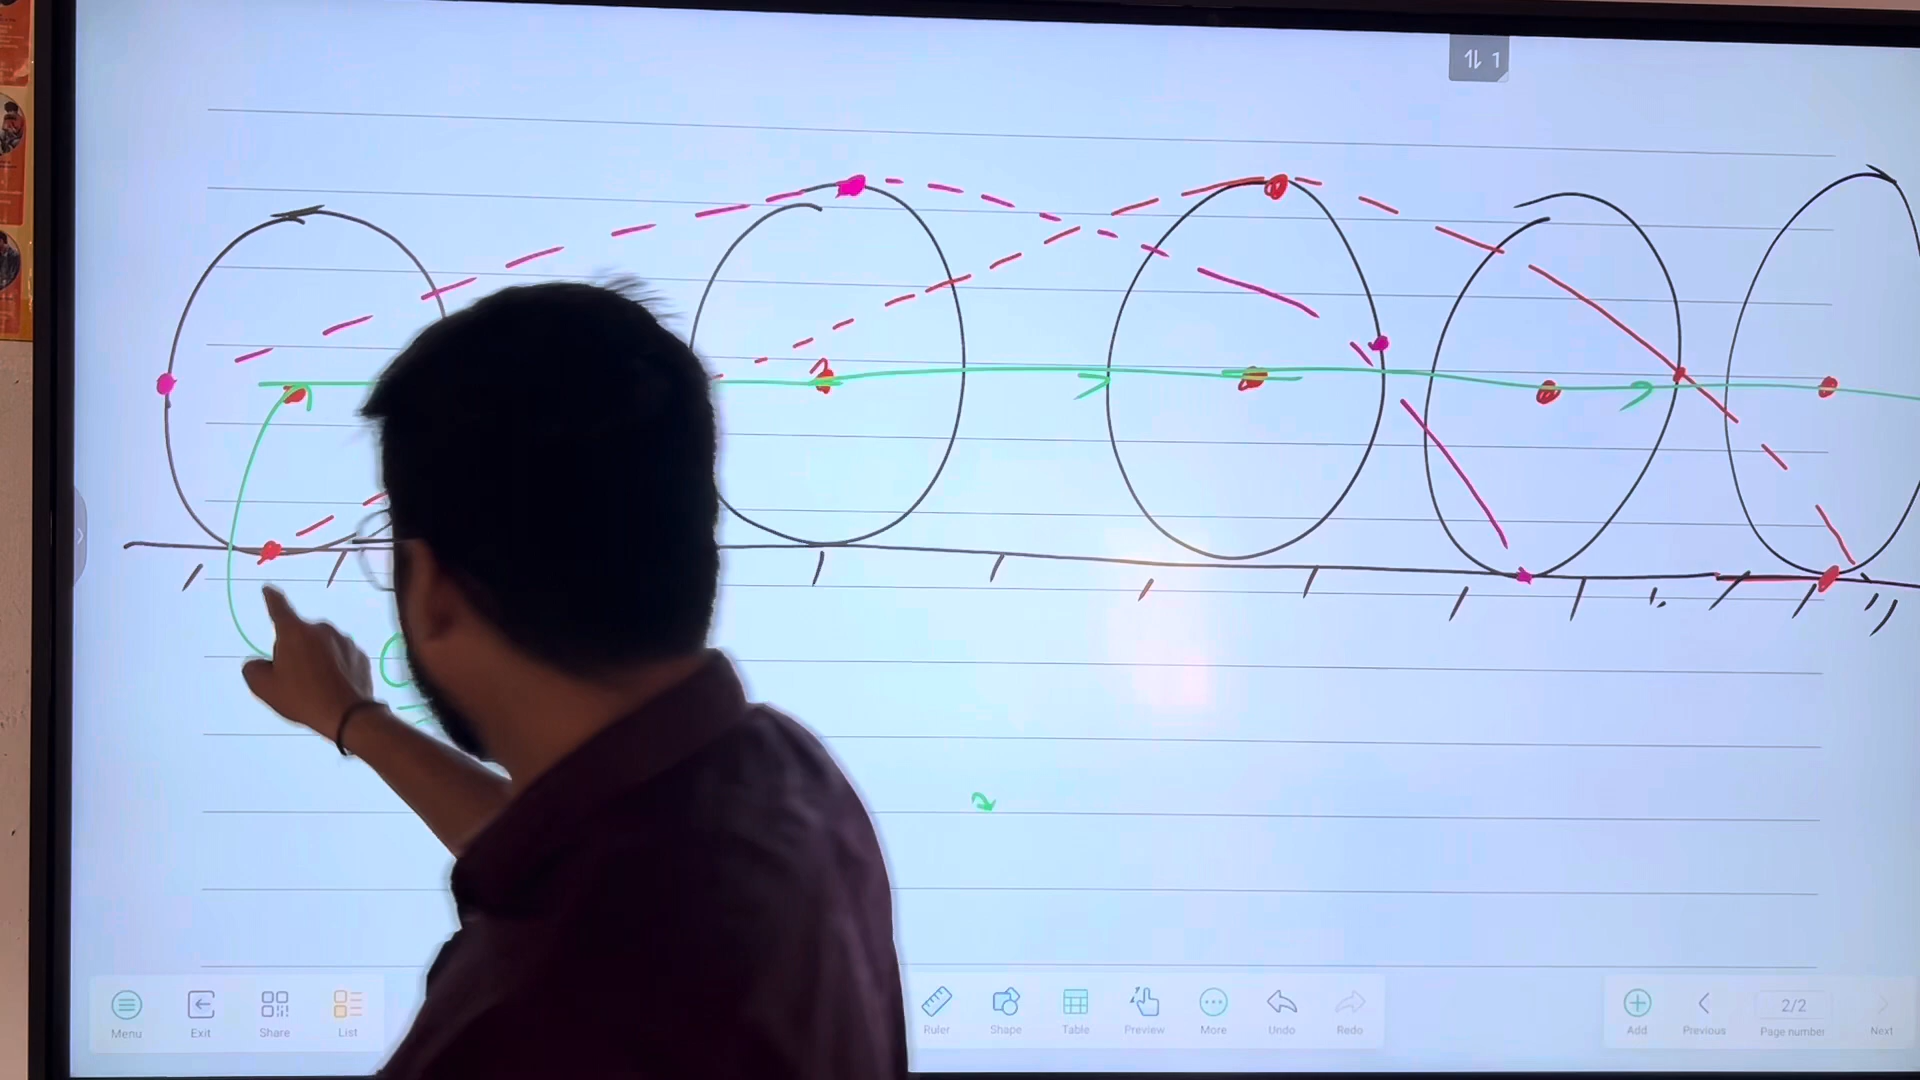 ⇅ 1
Menu
Exit
Share
List
Ruler
Shape
Table
Preview
More
Undo
Redo
Add
Previous
2/2
Page number
Next